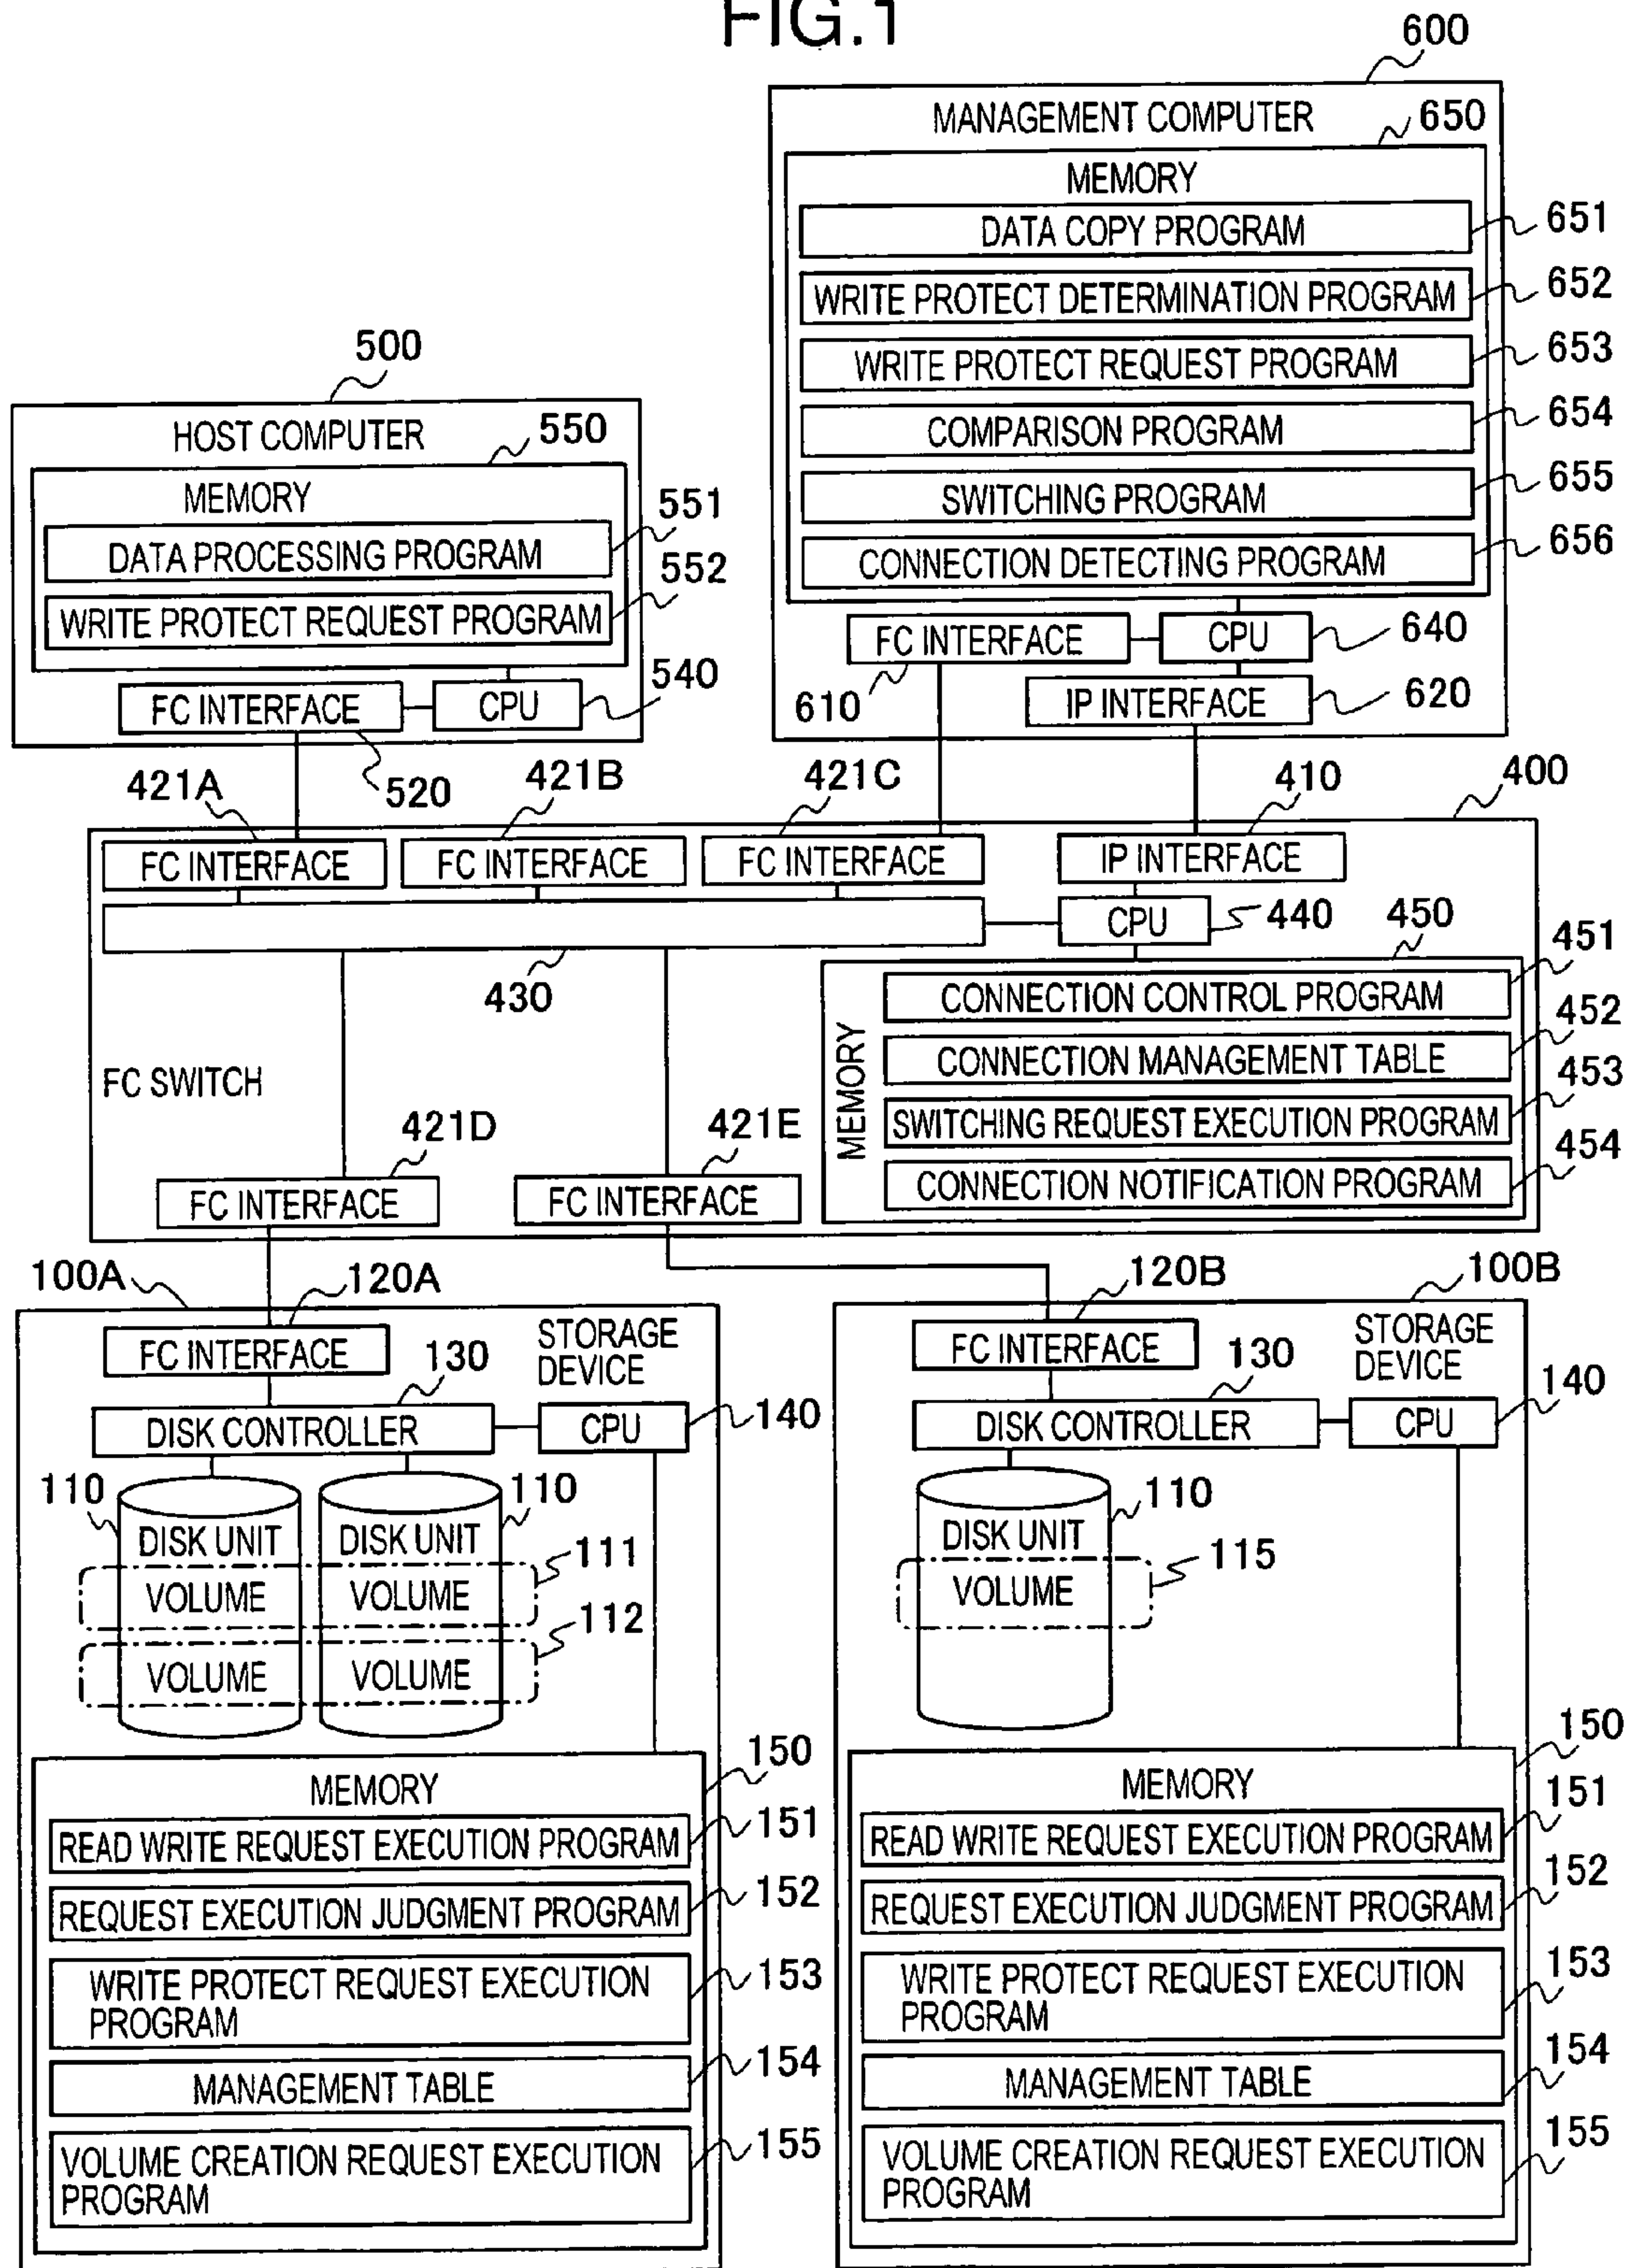 FIG.1
600
MANAGEMENT COMPUTER
650
MEMORY
DATA COPY PROGRAM
651
WRITE PROTECT DETERMINATION PROGRAM
652
WRITE PROTECT REQUEST PROGRAM
653
COMPARISON PROGRAM
654
SWITCHING PROGRAM
655
CONNECTION DETECTING PROGRAM
656
FC INTERFACE
CPU
640
610
IP INTERFACE
620
500
HOST COMPUTER
550
MEMORY
551
DATA PROCESSING PROGRAM
552
WRITE PROTECT REQUEST PROGRAM
540
FC INTERFACE
CPU
520
421A
421B
421C
410
400
FC INTERFACE
FC INTERFACE
FC INTERFACE
IP INTERFACE
CPU
440
450
430
451
CONNECTION CONTROL PROGRAM
452
MEMORY
CONNECTION MANAGEMENT TABLE
453
SWITCHING REQUEST EXECUTION PROGRAM
454
CONNECTION NOTIFICATION PROGRAM
FC SWITCH
421D
421E
FC INTERFACE
FC INTERFACE
100A
120A
FC INTERFACE
STORAGE
DEVICE
130
DISK CONTROLLER
CPU
140
110
110
DISK UNIT
DISK UNIT
111
VOLUME
VOLUME
112
VOLUME
VOLUME
150
MEMORY
151
READ WRITE REQUEST EXECUTION PROGRAM
152
REQUEST EXECUTION JUDGMENT PROGRAM
153
WRITE PROTECT REQUEST EXECUTION
PROGRAM
154
MANAGEMENT TABLE
155
VOLUME CREATION REQUEST EXECUTION
PROGRAM
120B
100B
FC INTERFACE
STORAGE
DEVICE
130
140
DISK CONTROLLER
CPU
110
DISK UNIT
115
VOLUME
150
MEMORY
151
READ WRITE REQUEST EXECUTION PROGRAM
152
REQUEST EXECUTION JUDGMENT PROGRAM
153
WRITE PROTECT REQUEST EXECUTION
PROGRAM
154
MANAGEMENT TABLE
155
VOLUME CREATION REQUEST EXECUTION
PROGRAM